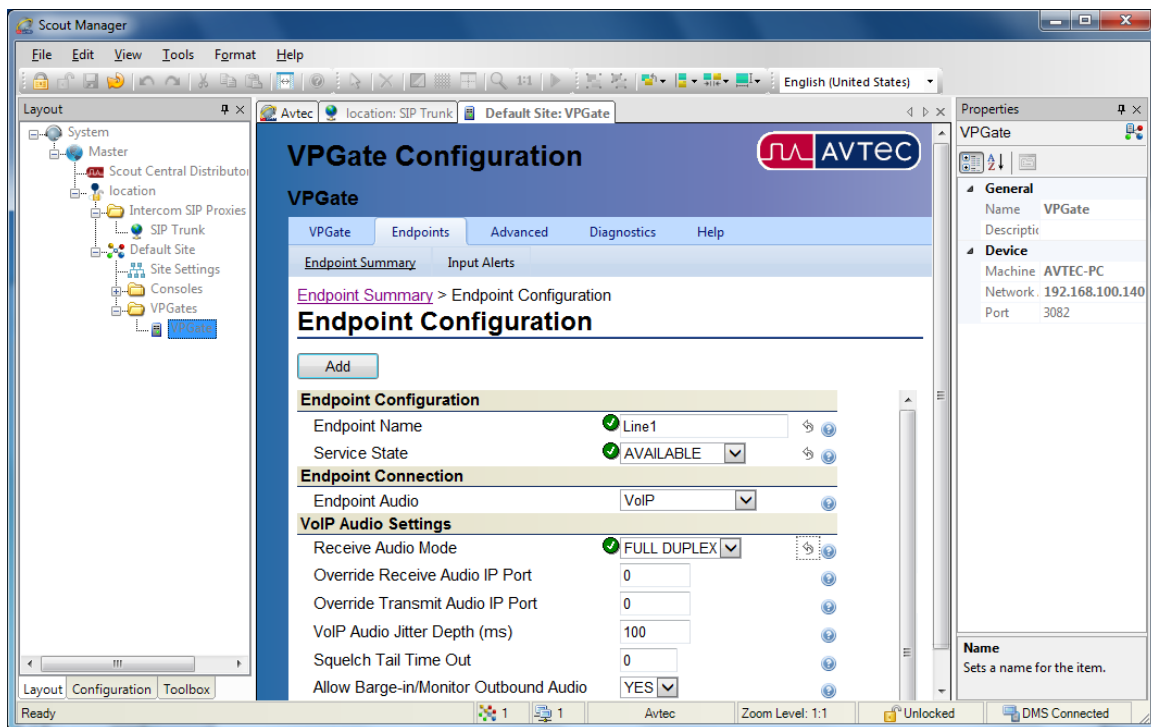 Scout Manager
File Edit View Tools Format Help
1:1 English (United States)
Layout
System
Master
Scout Central Distributor
location
Intercom SIP Proxies
SIP Trunk
Default Site
Site Settings
Consoles
VPGates
VPGate
Layout Configuration Toolbox
Avtec location: SIP Trunk Default Site: VPGate
VPGate Configuration
AVTEC
VPGate
VPGate Endpoints Advanced Diagnostics Help
Endpoint Summary Input Alerts
Endpoint Summary > Endpoint Configuration
Endpoint Configuration
Add
Endpoint Configuration
Endpoint Name Line1
Service State AVAILABLE
Endpoint Connection
Endpoint Audio VoIP
VoIP Audio Settings
Receive Audio Mode FULL DUPLEX
Override Receive Audio IP Port 0
Override Transmit Audio IP Port 0
VoIP Audio Jitter Depth (ms) 100
Squelch Tail Time Out 0
Allow Barge-in/Monitor Outbound Audio YES
Properties
VPGate
General
Name VPGate
Descriptic
Device
Machine AVTEC-PC
Network 192.168.100.140
Port 3082
Name
Sets a name for the item.
Ready 1 1 Avtec Zoom Level: 1:1 Unlocked DMS Connected